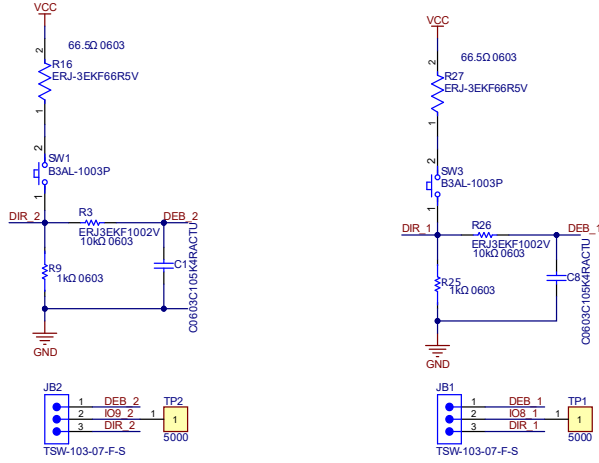 VCC
2
66.5Ω 0603
R16
ERJ-3EKF66R5V
1
2
SW1
B3AL-1003P
1
DIR_2
R3
DEB_2
ERJ3EKF1002V
10kΩ 0603
R9
1kΩ 0603
C1
C0603C105K4RACTU
GND
JB2
1 DEB_2
2 IO9_2 1
3 DIR_2
TSW-103-07-F-S
TP2
1
5000
VCC
2
66.5Ω 0603
R27
ERJ-3EKF66R5V
1
2
SW3
B3AL-1003P
1
DIR_1
R26
DEB_1
ERJ3EKF1002V
10kΩ 0603
R25
1kΩ 0603
C8
C0603C105K4RACTU
GND
JB1
1 DEB_1
2 IO8_1 1
3 DIR_1
TSW-103-07-F-S
TP1
1
5000